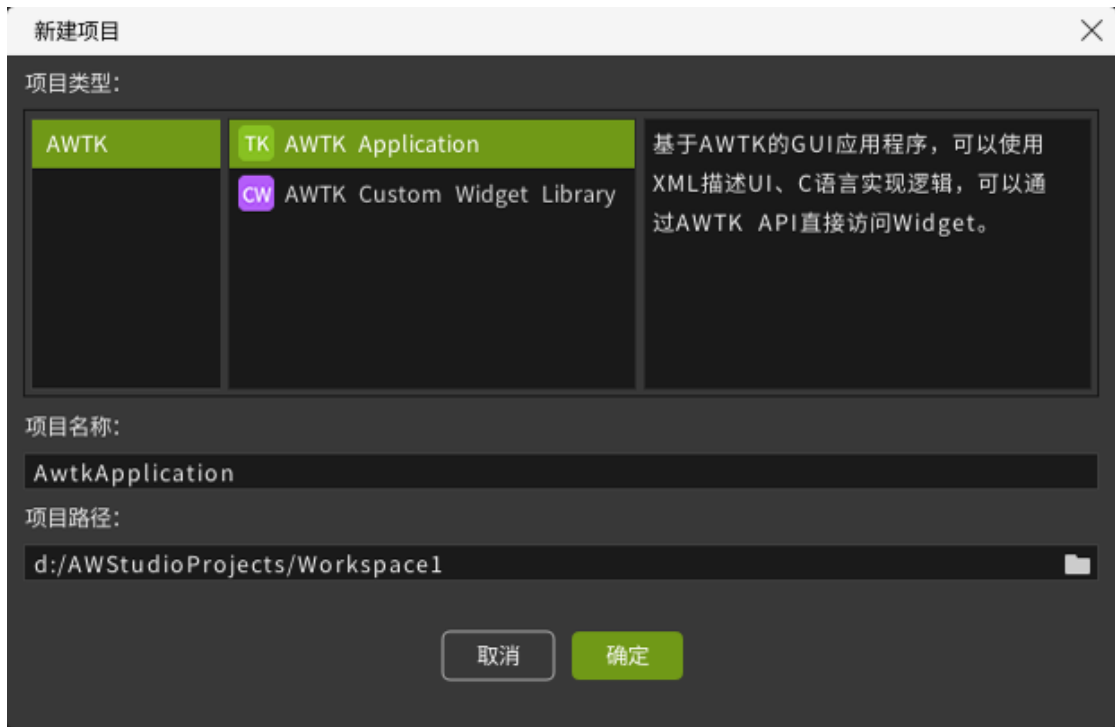 新建项目
项目类型：
AWTK
TK AWTK Application
CW AWTK Custom Widget Library
基于AWTK的GUI应用程序，可以使用
XML描述UI、C语言实现逻辑，可以通
过AWTK API直接访问Widget。
项目名称：
AwtkApplication
项目路径：
d:/AWStudioProjects/Workspace1
取消
确定